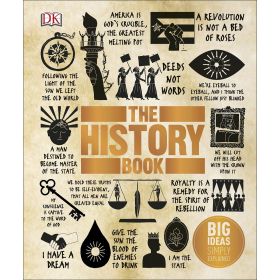 DK
AMERICA IS GOD'S
CRUCIBLE, THE GREATEST
MELTING POT
A REVOLUTION
IS NOT A BED
OF ROSES
FOLLOWING THE
LIGHT OF THE
SUN WE LEFT
THE OLD WORLD
DEEDS NOT
WORDS
WE'RE EYEBALL TO
EYEBALL, AND I THINK THE
OTHER FELLOW JUST BLINKED
THE
HISTORY
BOOK
A MAN
DESTINED TO
BECOME MASTER
OF THE STATE
WE WILL CUT
OFF HIS HEAD
WITH THE CROWN
UPON IT
WE HOLD THESE TRUTHS
TO BE SELF-EVIDENT,
THAT ALL MEN ARE
CREATED EQUAL
ROYALTY IS A
REMEDY FOR
THE SPIRIT OF
REBELLION
MY
CONSCIENCE
IS CAPTIVE TO THE
WORD OF GOD
I HAVE A
DREAM
GIVE
THE SUN THE
BLOOD OF
ENEMIES
TO DRINK
I AM THE
STATE
BIG
IDEAS
SIMPLY
EXPLAINED